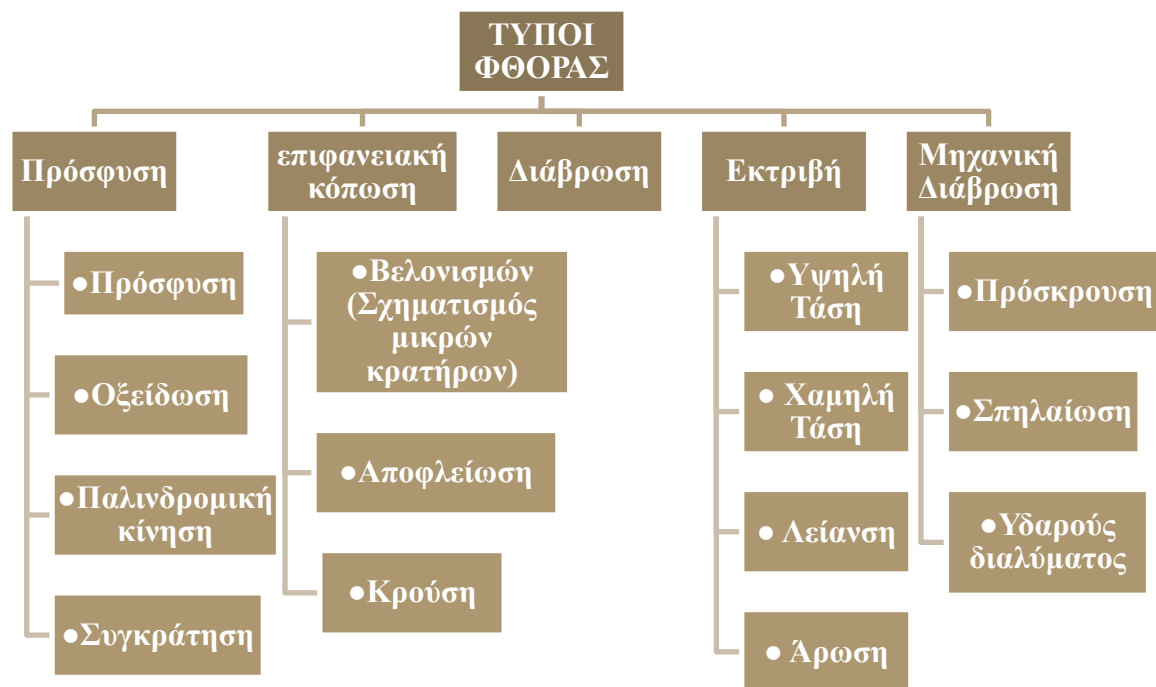 ΤΥΠΟΙ
ΦΘΟΡΑΣ
Πρόσφυση
●Πρόσφυση
●Οξείδωση
●Παλινδρομική
κίνηση
●Συγκράτηση
επιφανειακή
κόπωση
●Βελονισμών
(Σχηματισμός
μικρών
κρατήρων)
●Αποφλείωση
●Κρούση
Διάβρωση
Εκτριβή
● Υψηλή
Τάση
● Χαμηλή
Τάση
● Λείανση
● Άρωση
Μηχανική
Διάβρωση
●Πρόσκρουση
●Σπηλαίωση
●Υδαρούς
διαλύματος